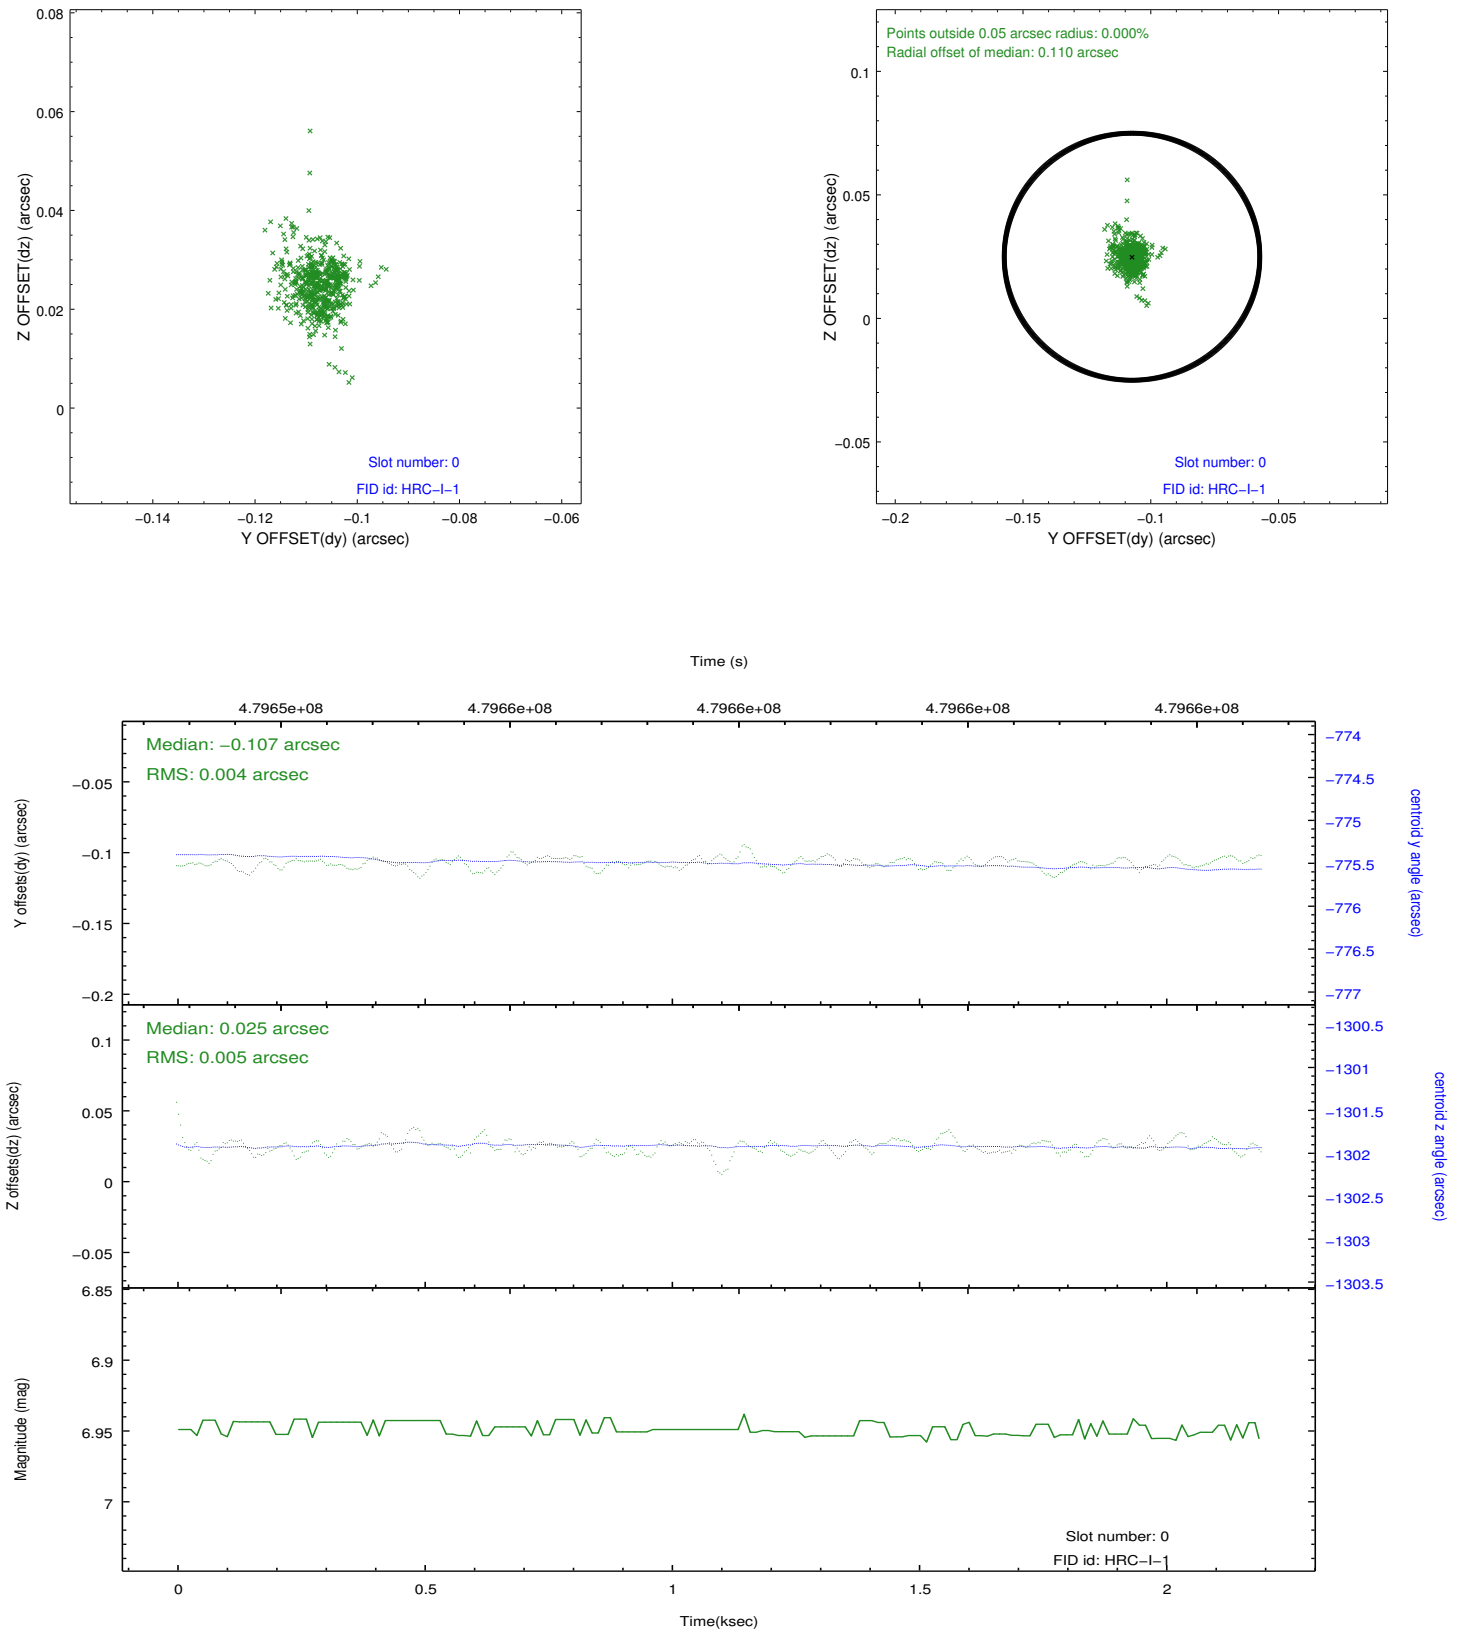 0.08
0.06
0.04
0.02
0
Z OFFSET(dz) (arcsec)
Slot number: 0
FID id: HRC−I−1
−0.14
−0.12
−0.1
−0.08
−0.06
Y OFFSET(dy) (arcsec)
Points outside 0.05 arcsec radius: 0.000%
Radial offset of median: 0.110 arcsec
0.1
0.05
0
−0.05
Z OFFSET(dz) (arcsec)
Slot number: 0
FID id: HRC−I−1
−0.2
−0.15
−0.1
−0.05
Y OFFSET(dy) (arcsec)
Time (s)
4.7965e+08
4.7966e+08
4.7966e+08
4.7966e+08
4.7966e+08
Median: −0.107 arcsec
RMS: 0.004 arcsec
−0.05
−0.1
−0.15
−0.2
Y offsets(dy) (arcsec)
−774
−774.5
−775
−775.5
−776
−776.5
−777
centroid y angle (arcsec)
Median: 0.025 arcsec
RMS: 0.005 arcsec
0.1
0.05
0
−0.05
Z offsets(dz) (arcsec)
−1300.5
−1301
−1301.5
−1302
−1302.5
−1303
−1303.5
centroid z angle (arcsec)
6.85
6.9
6.95
7
Magnitude (mag)
Slot number: 0
FID id: HRC−I−1
0
0.5
1
1.5
2
Time(ksec)